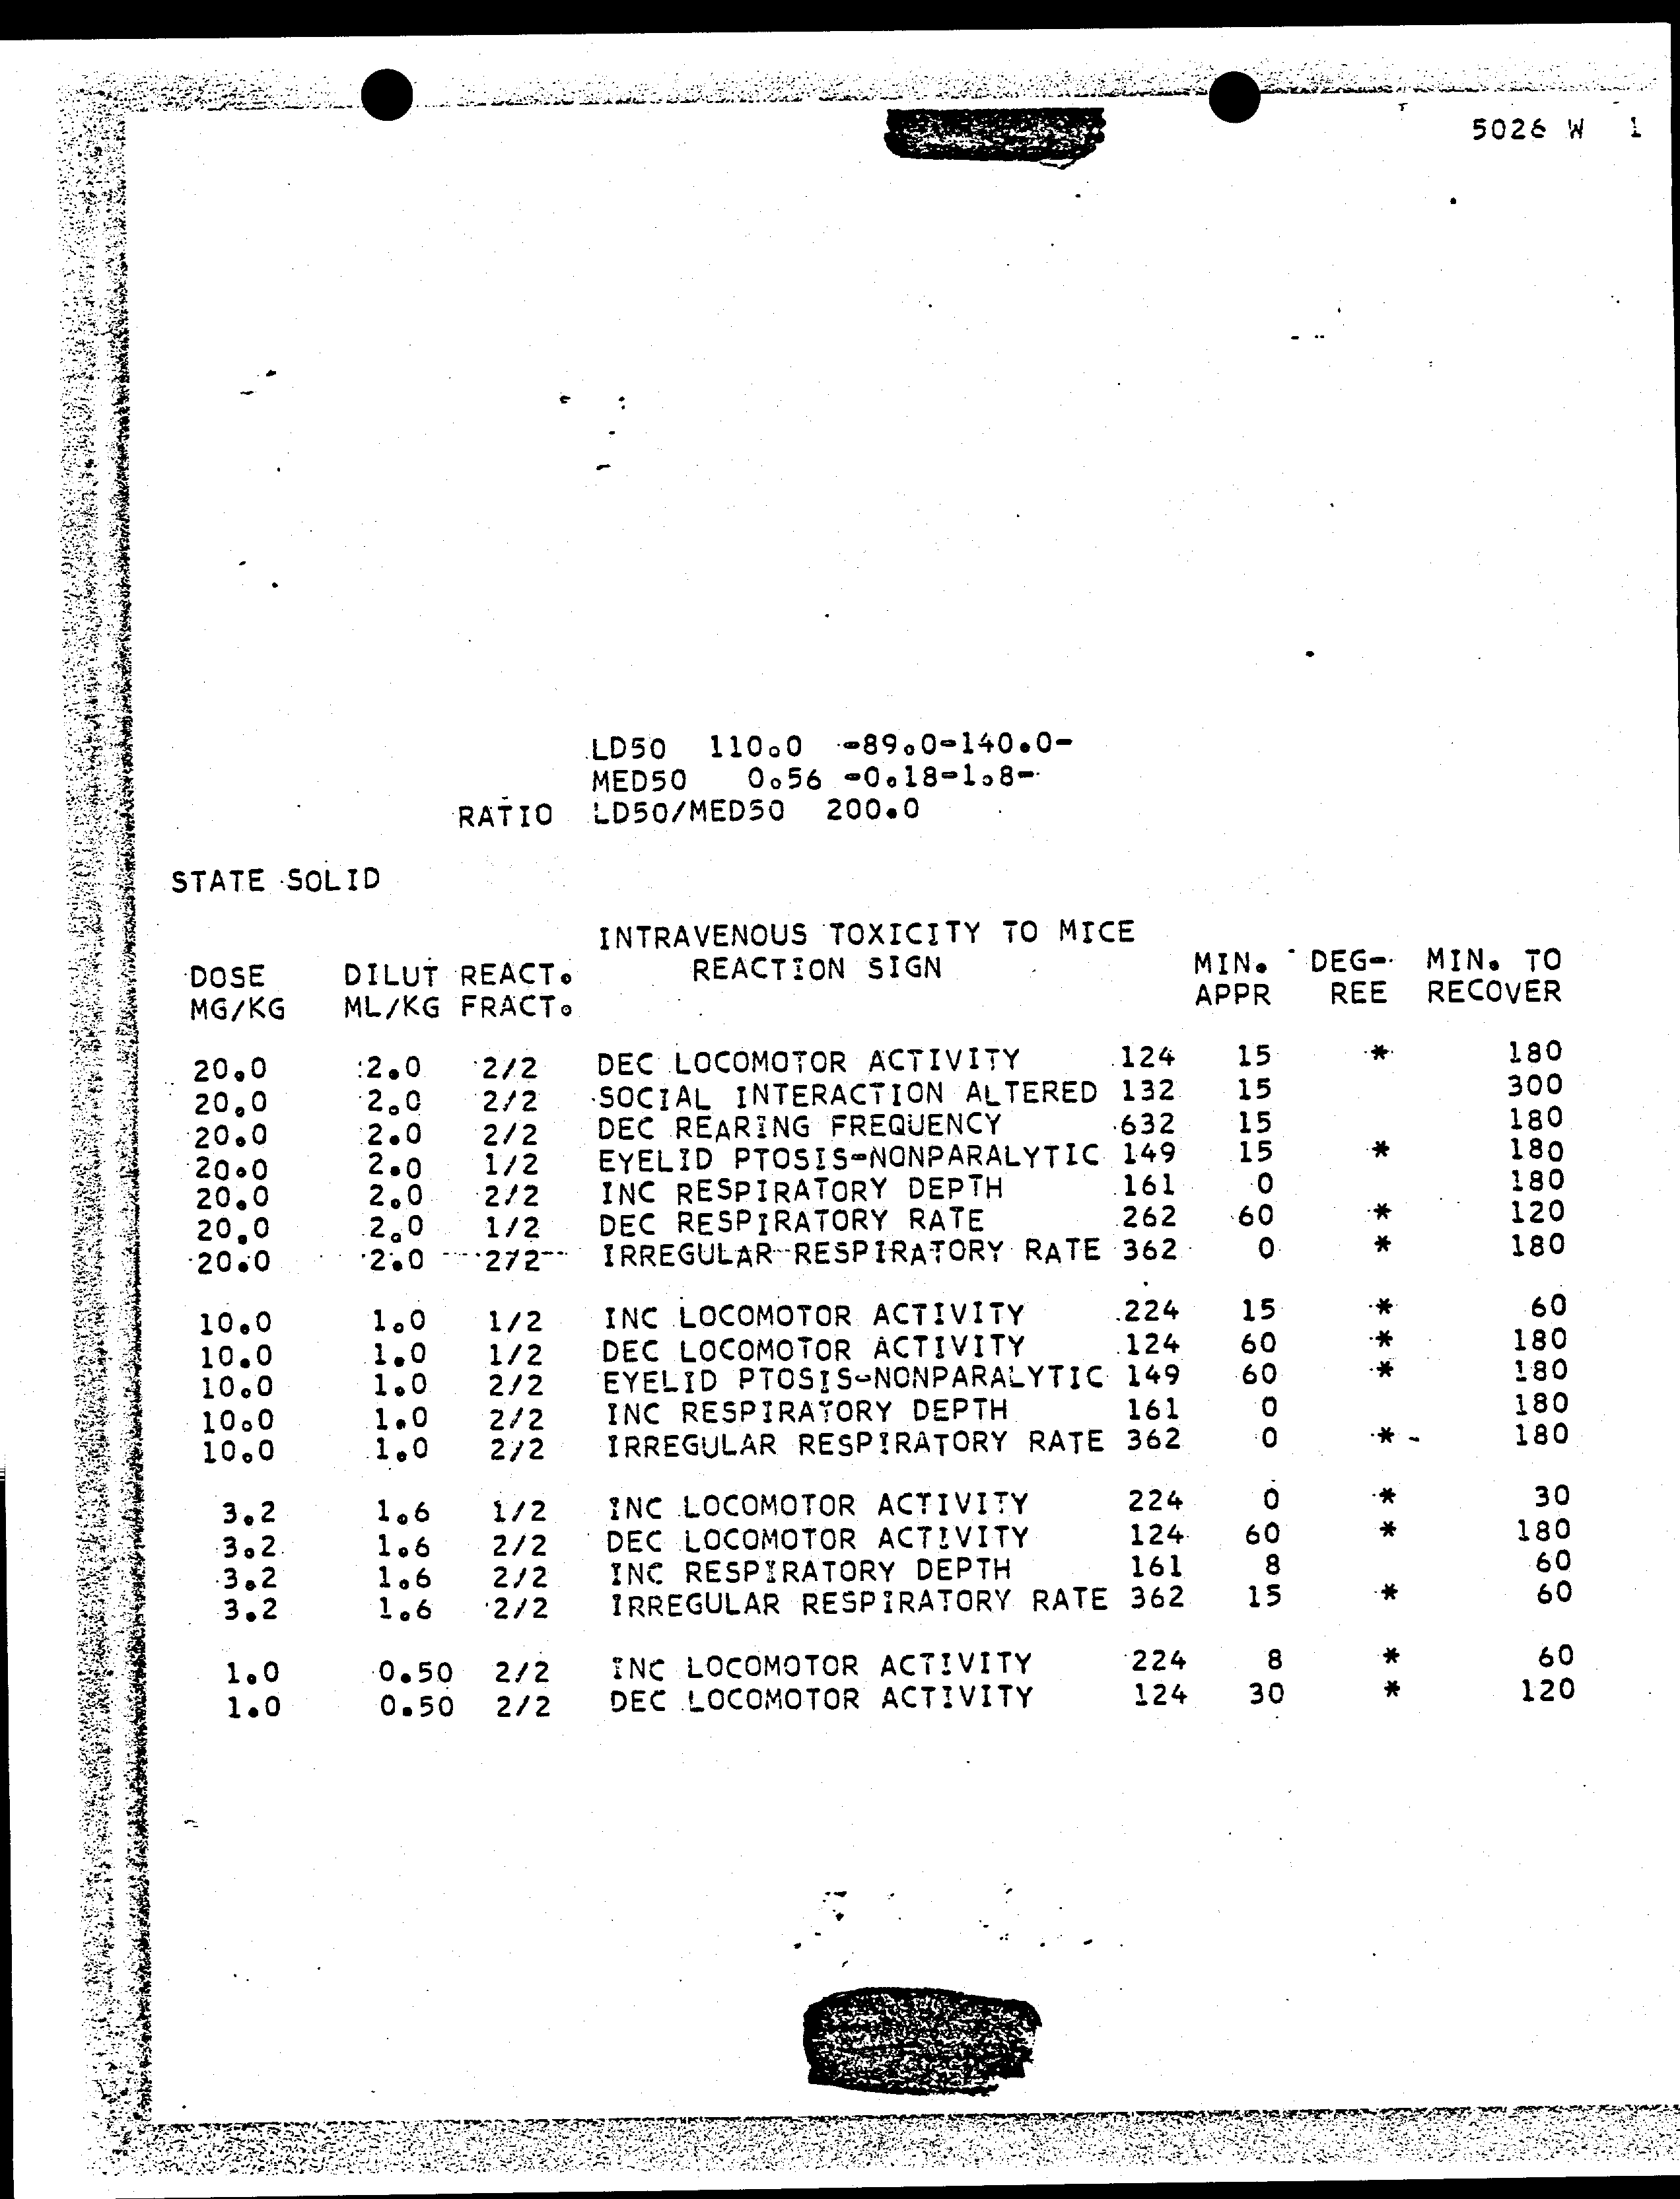 5026 W 1
LD50 110.0 -89.0-140.0-
MED50 0.56 -0.18-1.8-
RATIO LD50/MED50 200.0
STATE SOLID
INTRAVENOUS TOXICITY TO MICE
DOSE DILUT REACT. REACTION SIGN MIN. DEG- MIN. TO
MG/KG ML/KG FRACT. APPR REE RECOVER
20.0 2.0 2/2 DEC LOCOMOTOR ACTIVITY 124 15 * 180
20.0 2.0 2/2 SOCIAL INTERACTION ALTERED 132 15 300
20.0 2.0 2/2 DEC REARING FREQUENCY 632 15 180
20.0 2.0 1/2 EYELID PTOSIS-NONPARALYTIC 149 15 * 180
20.0 2.0 2/2 INC RESPIRATORY DEPTH 161 0 180
20.0 2.0 1/2 DEC RESPIRATORY RATE 262 60 * 120
20.0 2.0 2/2 IRREGULAR RESPIRATORY RATE 362 0 * 180
10.0 1.0 1/2 INC LOCOMOTOR ACTIVITY 224 15 * 60
10.0 1.0 1/2 DEC LOCOMOTOR ACTIVITY 124 60 * 180
10.0 1.0 2/2 EYELID PTOSIS-NONPARALYTIC 149 60 * 180
10.0 1.0 2/2 INC RESPIRATORY DEPTH 161 0 180
10.0 1.0 2/2 IRREGULAR RESPIRATORY RATE 362 0 * 180
3.2 1.6 1/2 INC LOCOMOTOR ACTIVITY 224 0 * 30
3.2 1.6 2/2 DEC LOCOMOTOR ACTIVITY 124 60 * 180
3.2 1.6 2/2 INC RESPIRATORY DEPTH 161 8 60
3.2 1.6 2/2 IRREGULAR RESPIRATORY RATE 362 15 * 60
1.0 0.50 2/2 INC LOCOMOTOR ACTIVITY 224 8 * 60
1.0 0.50 2/2 DEC LOCOMOTOR ACTIVITY 124 30 * 120